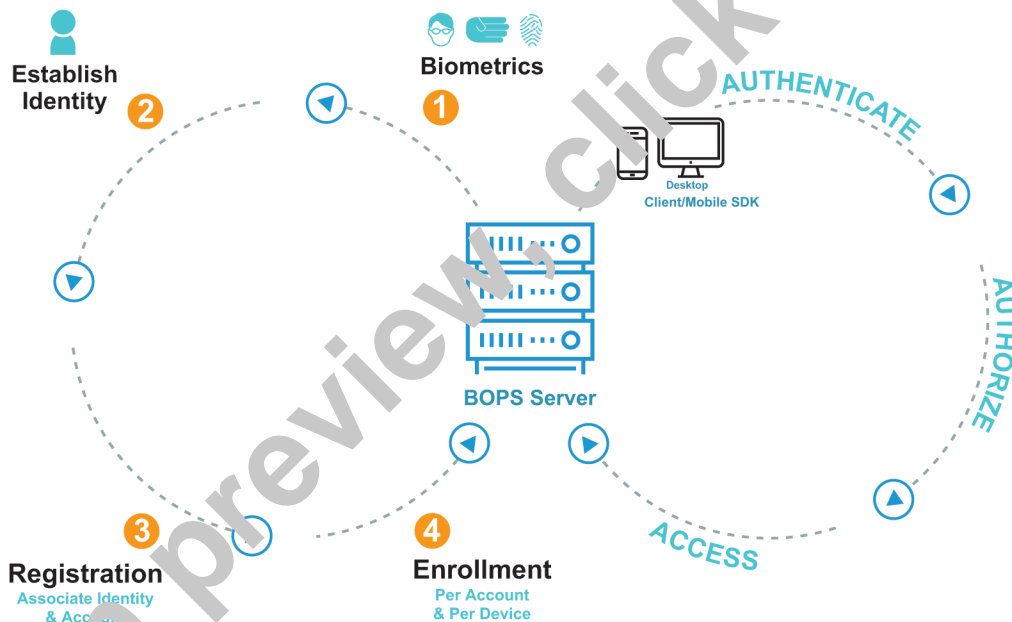 Establish
Identity
2
Biometrics
1
AUTHENTICATE
Desktop
Client/Mobile SDK
AUTHORIZE
BOPS Server
ACCESS
3
Registration
Associate Identity
&
4
Enrollment
Per Account
& Per Device
preview, click